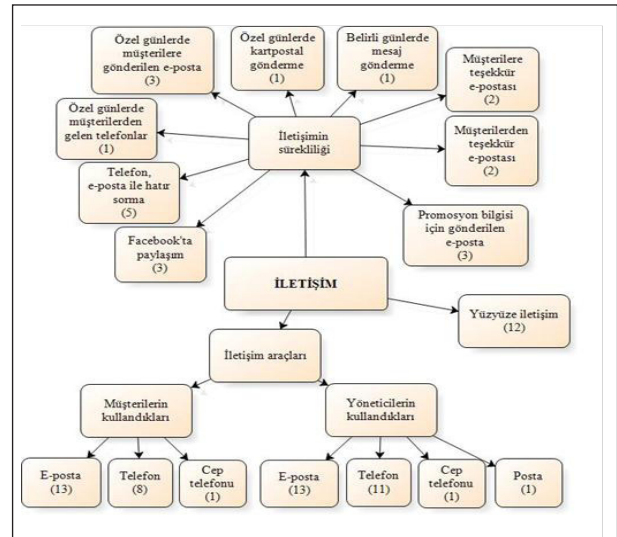 Özel günlerde
müşterilere
gönderilen e-posta
(3)
Özel günlerde
kartpostal
gönderme
(1)
Belirli günlerde
mesaj
gönderme
(1)
Müşterilere
teşekkür
e-postası
(2)
Özel günlerde
müşterilerden
gelen telefonlar
(1)
İletişimin
sürekliliği
Müşterilerden
teşekkür
e-postası
(2)
Telefon,
e-posta ile hatır
sorma
(5)
Facebook'ta
paylaşım
(3)
Promosyon bilgisi
için gönderilen
e-posta
(3)
İLETİŞİM
Yüzyüze iletişim
(12)
İletişim araçları
Müşterilerin
kullandıkları
Yöneticilerin
kullandıkları
E-posta
(13)
Telefon
(8)
Cep
telefonu
(1)
E-posta
(13)
Telefon
(11)
Cep
telefonu
(1)
Posta
(1)